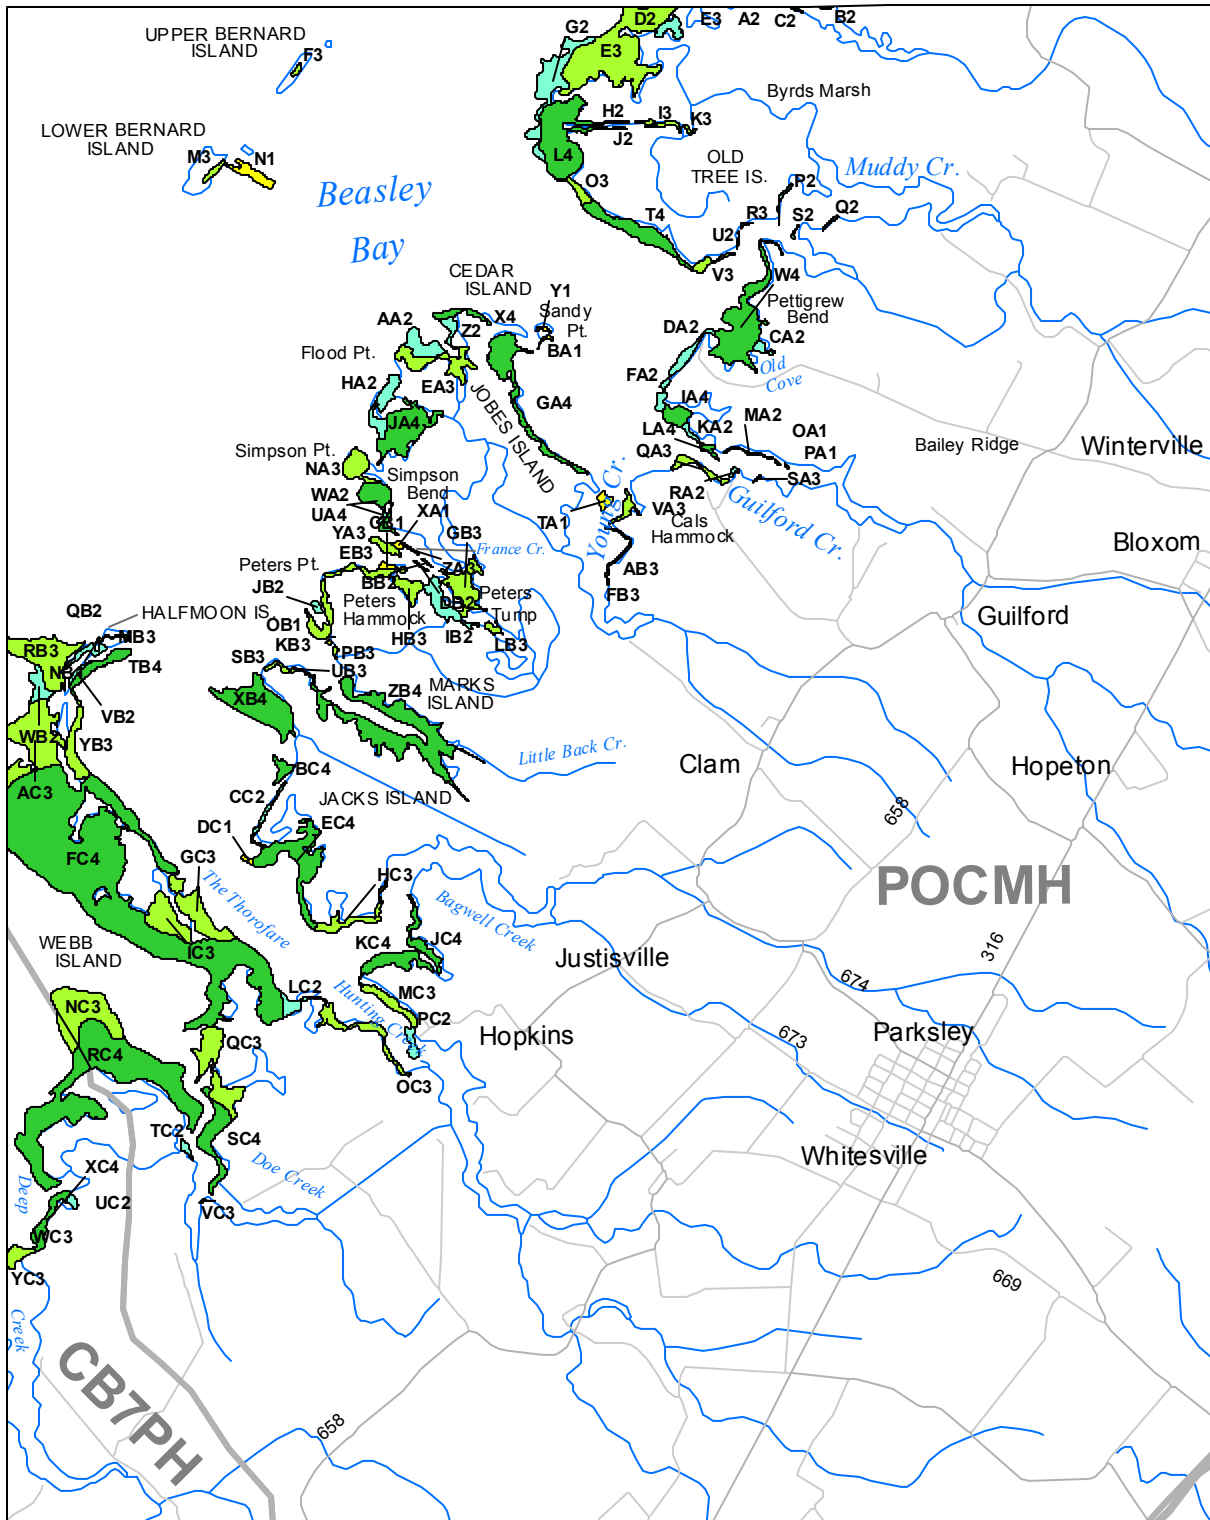 D2
E3
A2
C2
B2
G2
UPPER BERNARD
ISLAND
F3
E3
Byrds Marsh
H2
I3
K3
J2
LOWER BERNARD
ISLAND
M3
N1
L4
OLD
TREE IS.
Muddy Cr.
O3
P2
Beasley
Bay
T4
R3
S2
Q2
U2
V3
CEDAR
ISLAND
W4
Pettigrew
Bend
Y1
Sandy
Pt.
X4
AA2
Z2
DA2
CA2
Flood Pt.
BA1
Old
Cove
HA2
EA3
FA2
JOBES ISLAND
GA4
IA4
JA4
LA4
KA2
MA2
OA1
PA1
Bailey Ridge
Winterville
Simpson Pt.
NA3
QA3
Simpson
Bend
WA2
UA4
XA1
RA2
SA3
Guilford Cr.
Young Cr.
TA1
VA3
Cals
Hammock
CB1
YA3
GB3
EB3
France Cr.
ZA3
Bloxom
Peters Pt.
BB2
AB3
JB2
Peters
Hammock
DB2
Peters
Tump
FB3
QB2
HALFMOON IS.
OB1
HB3
IB2
Guilford
MB3
KB3
LB3
RB3
NB1
TB4
PB3
SB3
UB3
MARKS
ISLAND
XB4
ZB4
VB2
WB2
YB3
Little Back Cr.
Clam
Hopeton
AC3
BC4
CC2
JACKS ISLAND
658
DC1
EC4
FC4
GC3
HC3
POCMH
The Thorofare
Bagwell Creek
WEBB
ISLAND
IC3
KC4
JC4
Justisville
316
674
LC2
Hunting Creek
MC3
NC3
PC2
QC3
Hopkins
673
Parksley
RC4
OC3
TC2
SC4
Whitesville
XC4
Doe Creek
Deep
UC2
VC3
WC3
YC3
669
Creek
CB7PH
658